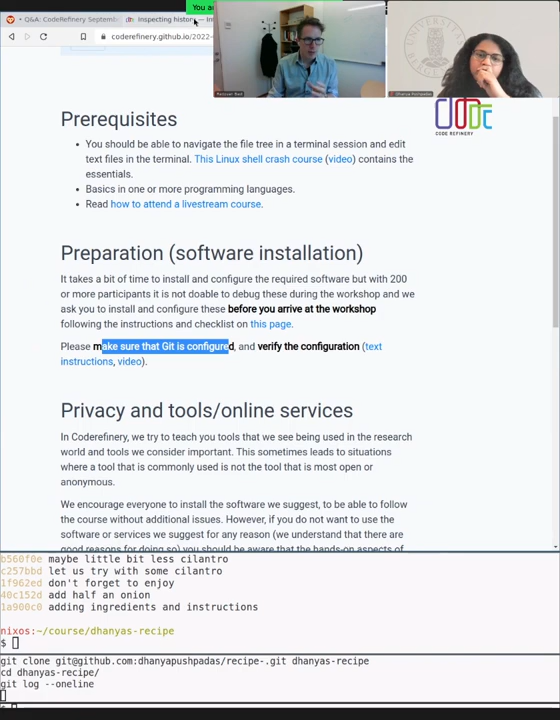 You a
Q&A: CodeRefinery Septemb
Inspecting history — In
coderefinery.github.io/2022-
Radovan Bast
Dhanya Pushpadas
CODE REFINERY
Prerequisites
• You should be able to navigate the file tree in a terminal session and edit
text files in the terminal. This Linux shell crash course (video) contains the
essentials.
• Basics in one or more programming languages.
• Read how to attend a livestream course.
Preparation (software installation)
It takes a bit of time to install and configure the required software but with 200
or more participants it is not doable to debug these during the workshop and we
ask you to install and configure these before you arrive at the workshop
following the instructions and checklist on this page.
Please make sure that Git is configured, and verify the configuration (text
instructions, video).
Privacy and tools/online services
In Coderefinery, we try to teach you tools that we see being used in the research
world and tools we consider important. This sometimes leads to situations
where a tool that is commonly used is not the tool that is most open or
anonymous.
We encourage everyone to install the software we suggest, to be able to follow
the course without additional issues. However, if you do not want to use the
software or services we suggest for any reason (we understand that there are
good reasons for doing so) you should be aware that the hands-on aspects of
b560f0e maybe little bit less cilantro
c257bbd let us try with some cilantro
1f962ed don't forget to enjoy
40c152d add half an onion
1a900c0 adding ingredients and instructions
nixos:~/course/dhanyas-recipe
$
git clone git@github.com:dhanyapushpadas/recipe-.git dhanyas-recipe
cd dhanyas-recipe/
git log --oneline